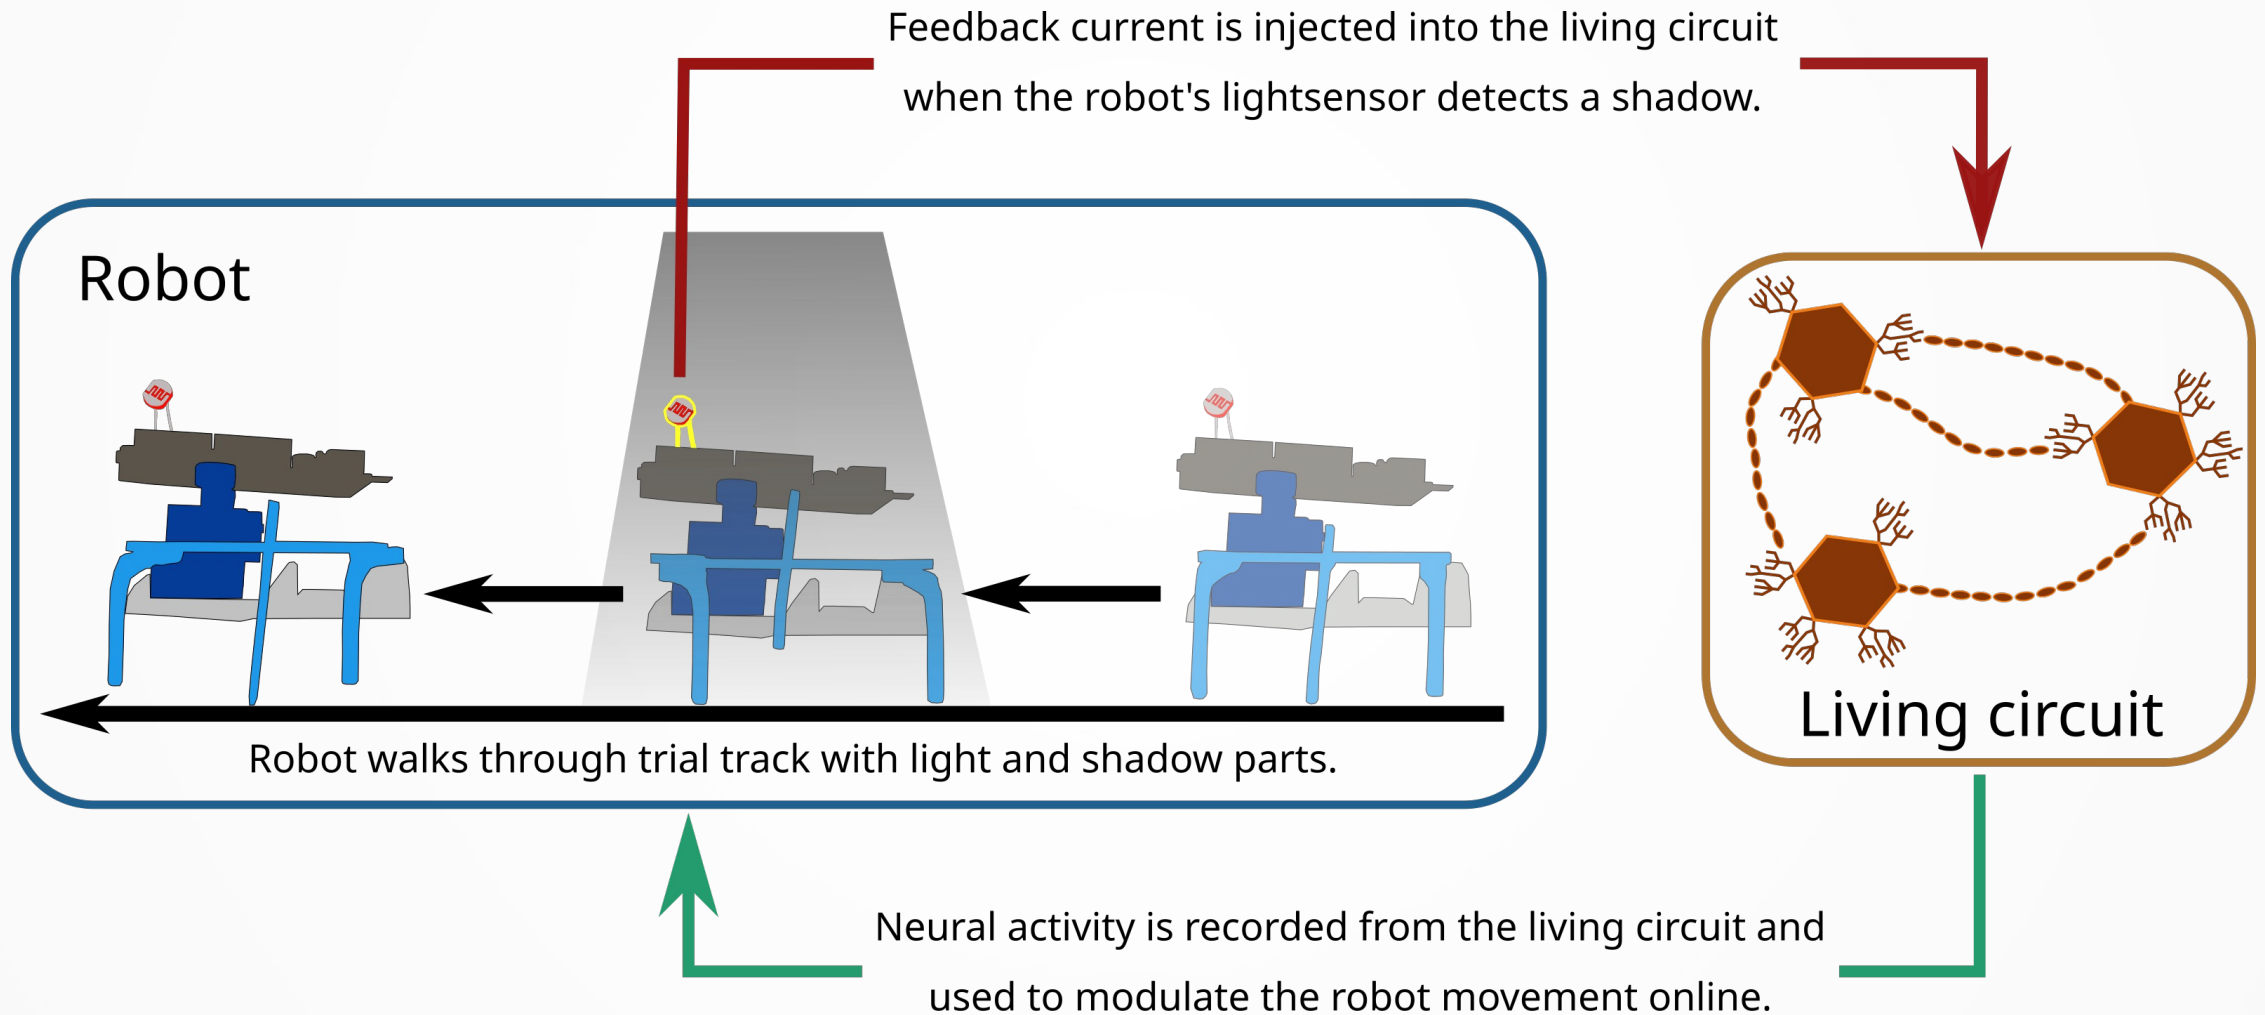 Feedback current is injected into the living circuit
when the robot's lightsensor detects a shadow.
Robot
Robot walks through trial track with light and shadow parts.
Living circuit
Neural activity is recorded from the living circuit and
used to modulate the robot movement online.